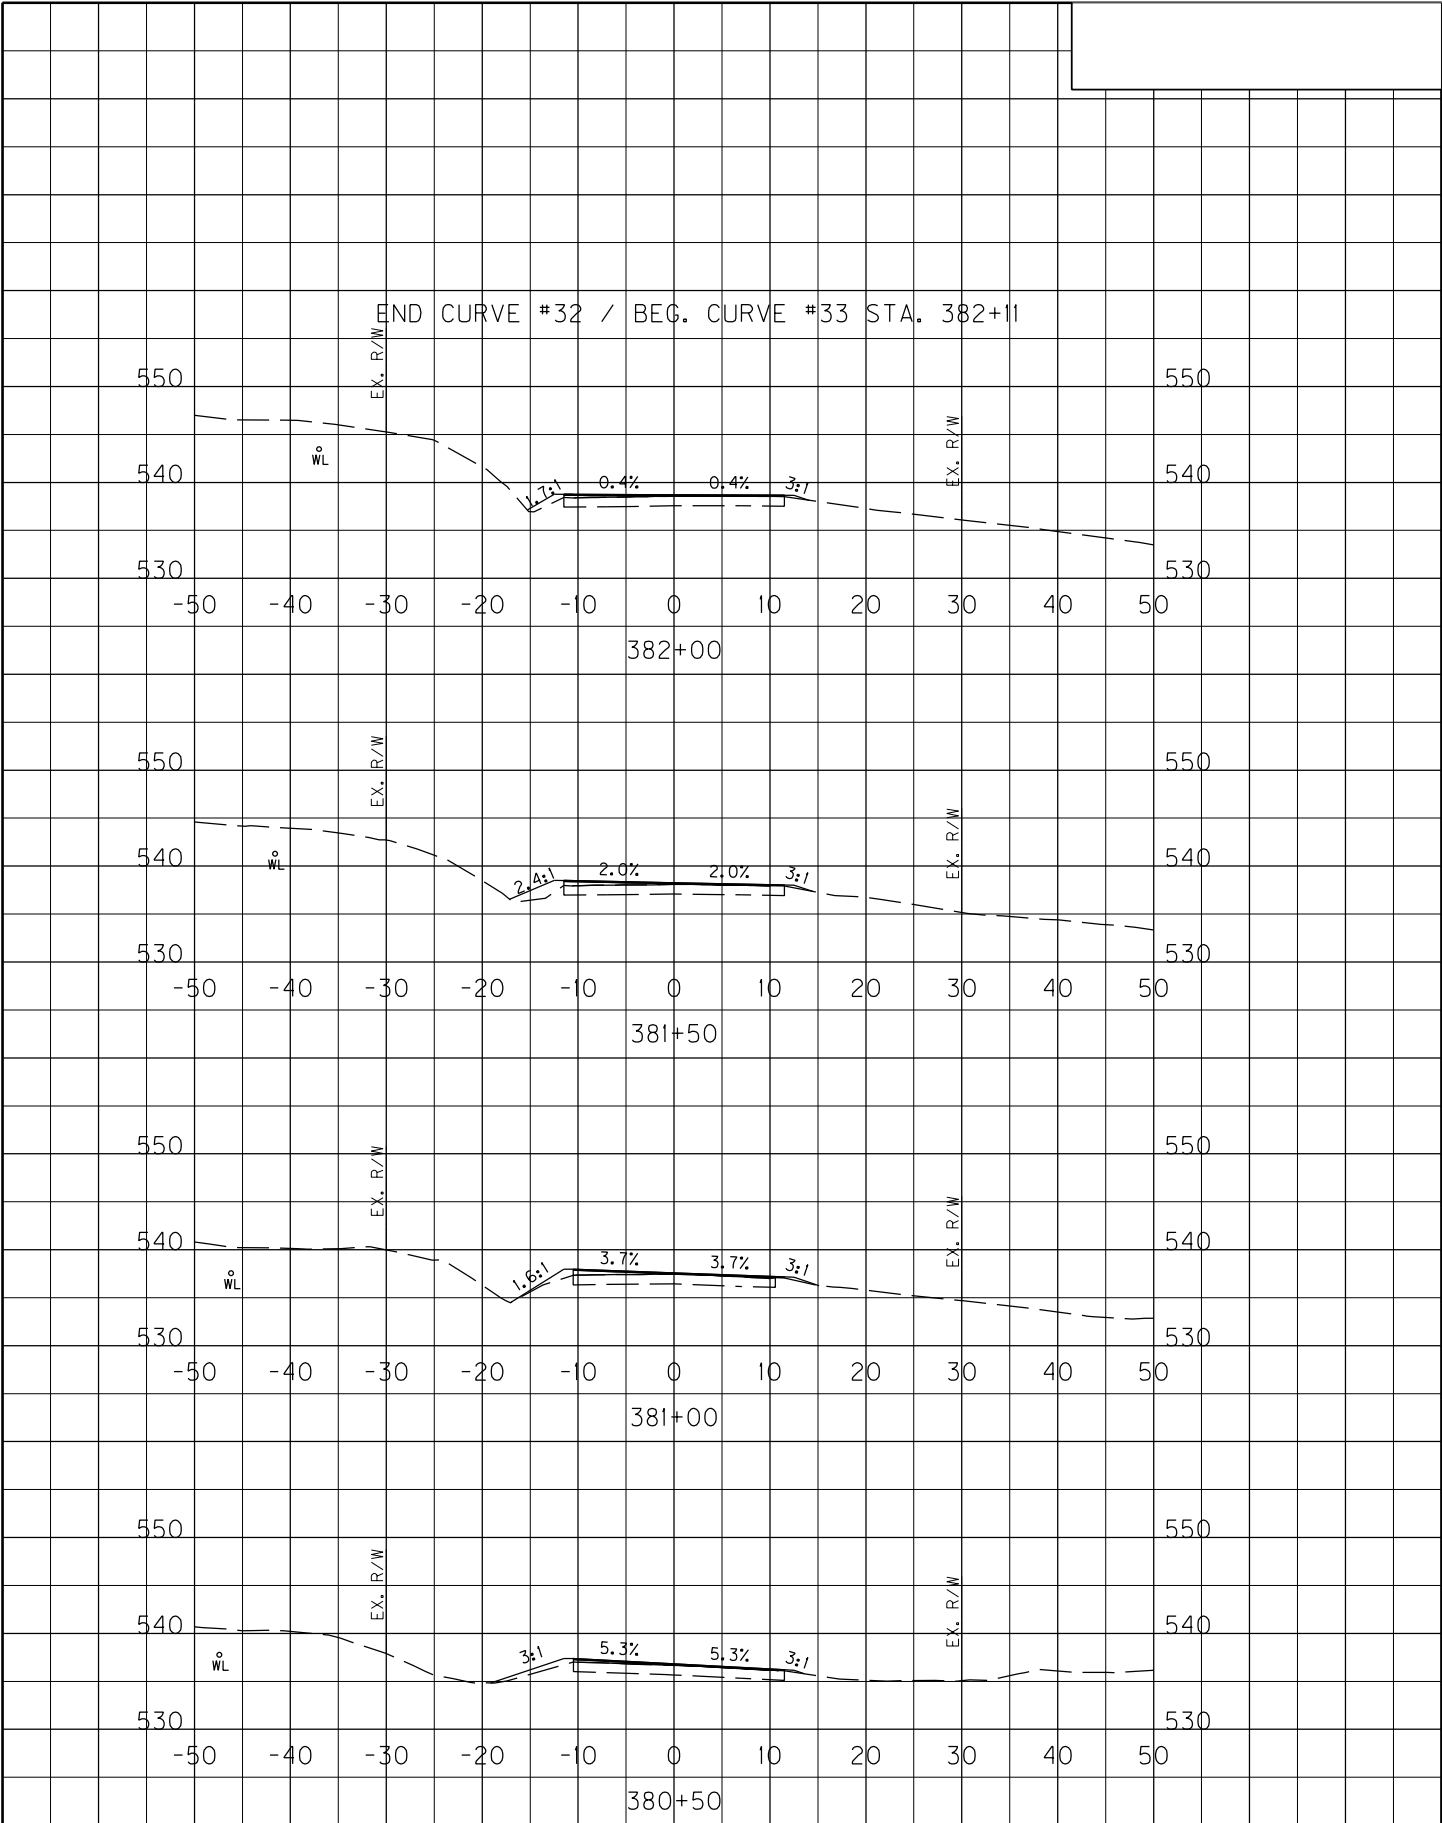 END CURVE #32 / BEG. CURVE #33 STA. 382+11
EX. R/W
550 550
EX. R/W
WL
540 1.7:1 0.4% 0.4% 3:1
530 530
-50 -40 -30 -20 -10 0 10 20 30 40 50
382+00
EX. R/W
550 550
EX. R/W
WL
540 2.4:1 2.0% 2.0% 3:1 540
530 530
-50 -40 -30 -20 -10 0 10 20 30 40 50
381+50
EX. R/W
550 550
EX. R/W
540 1.6:1 3.7% 3.7% 3:1 540
WL
530 530
-50 -40 -30 -20 -10 0 10 20 30 40 50
381+00
EX. R/W
550 550
EX. R/W
540 540
WL
3:1 5.3% 5.3% 3:1
530 530
-50 -40 -30 -20 -10 0 10 20 30 40 50
380+50